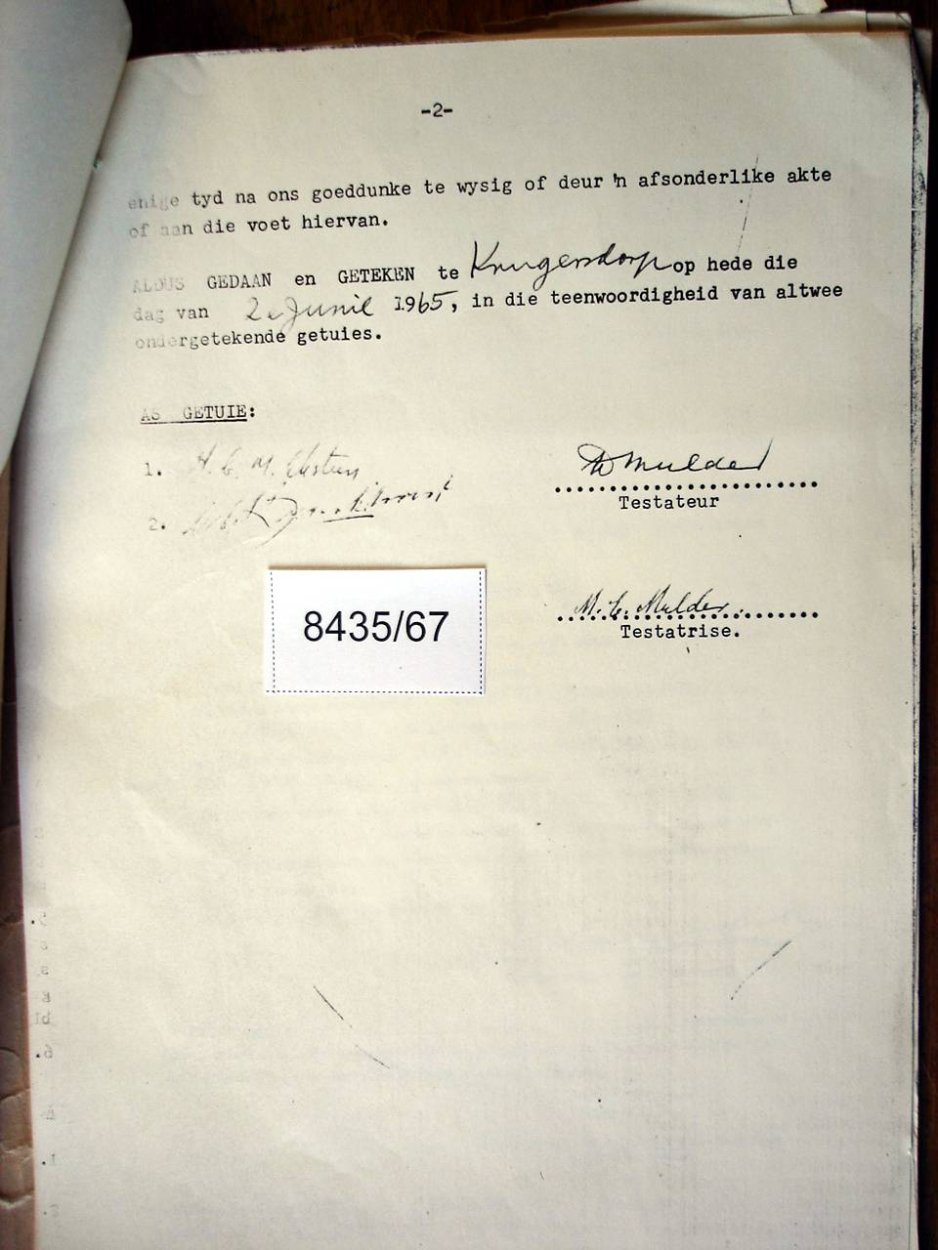 -2-
enige tyd na ons goeddunke te wysig of deur 'n afsonderlike akte
of aan die voet hiervan.
ALDUS GEDAAN en GETEKEN te Krugersdorp op hede die
dag van 2e Junie 1965, in die teenwoordigheid van altwee
ondergetekende getuies.
AS GETUIE:
1. H. C. M.
2.
Mulder
Testateur
M. C. Mulder
Testatrise.
8435/67